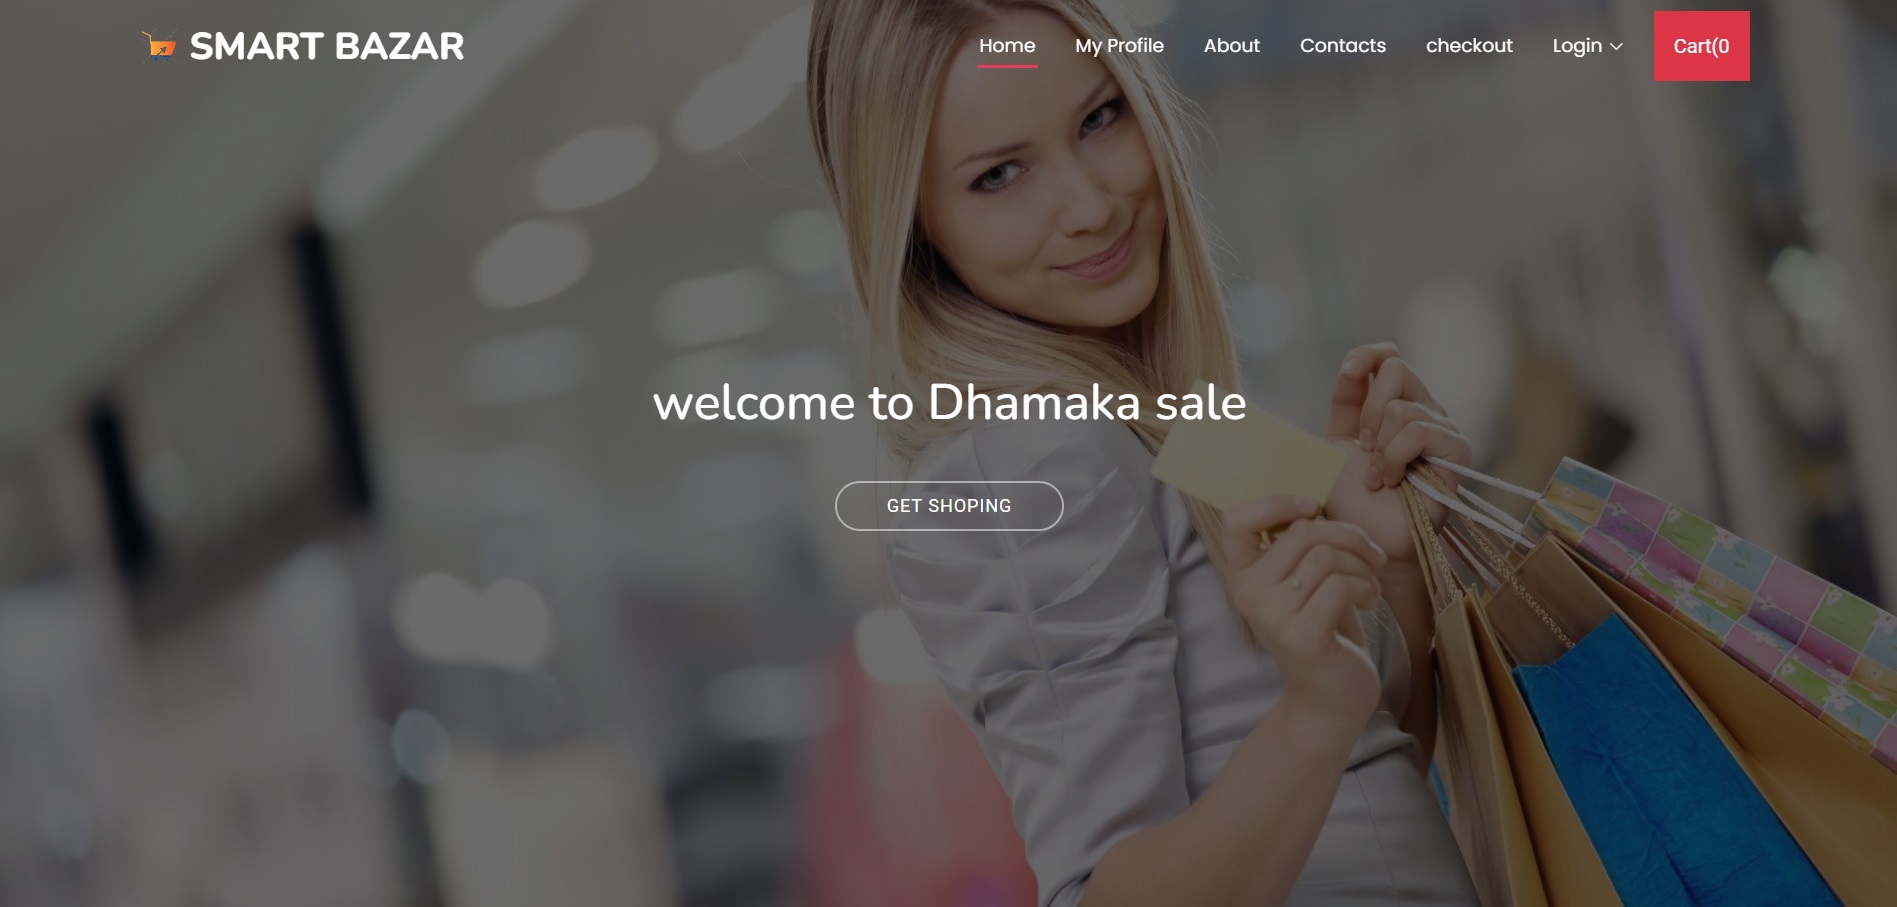 SMART BAZAR
Home My Profile About Contacts checkout Login Cart(0
welcome to Dhamaka sale
GET SHOPING